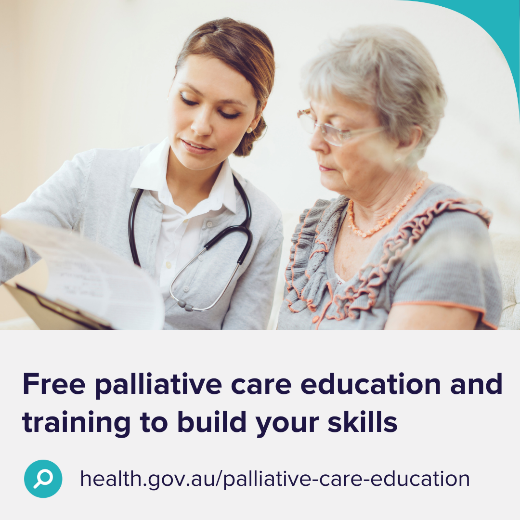 Free palliative care education and
training to build your skills
health.gov.au/palliative-care-education